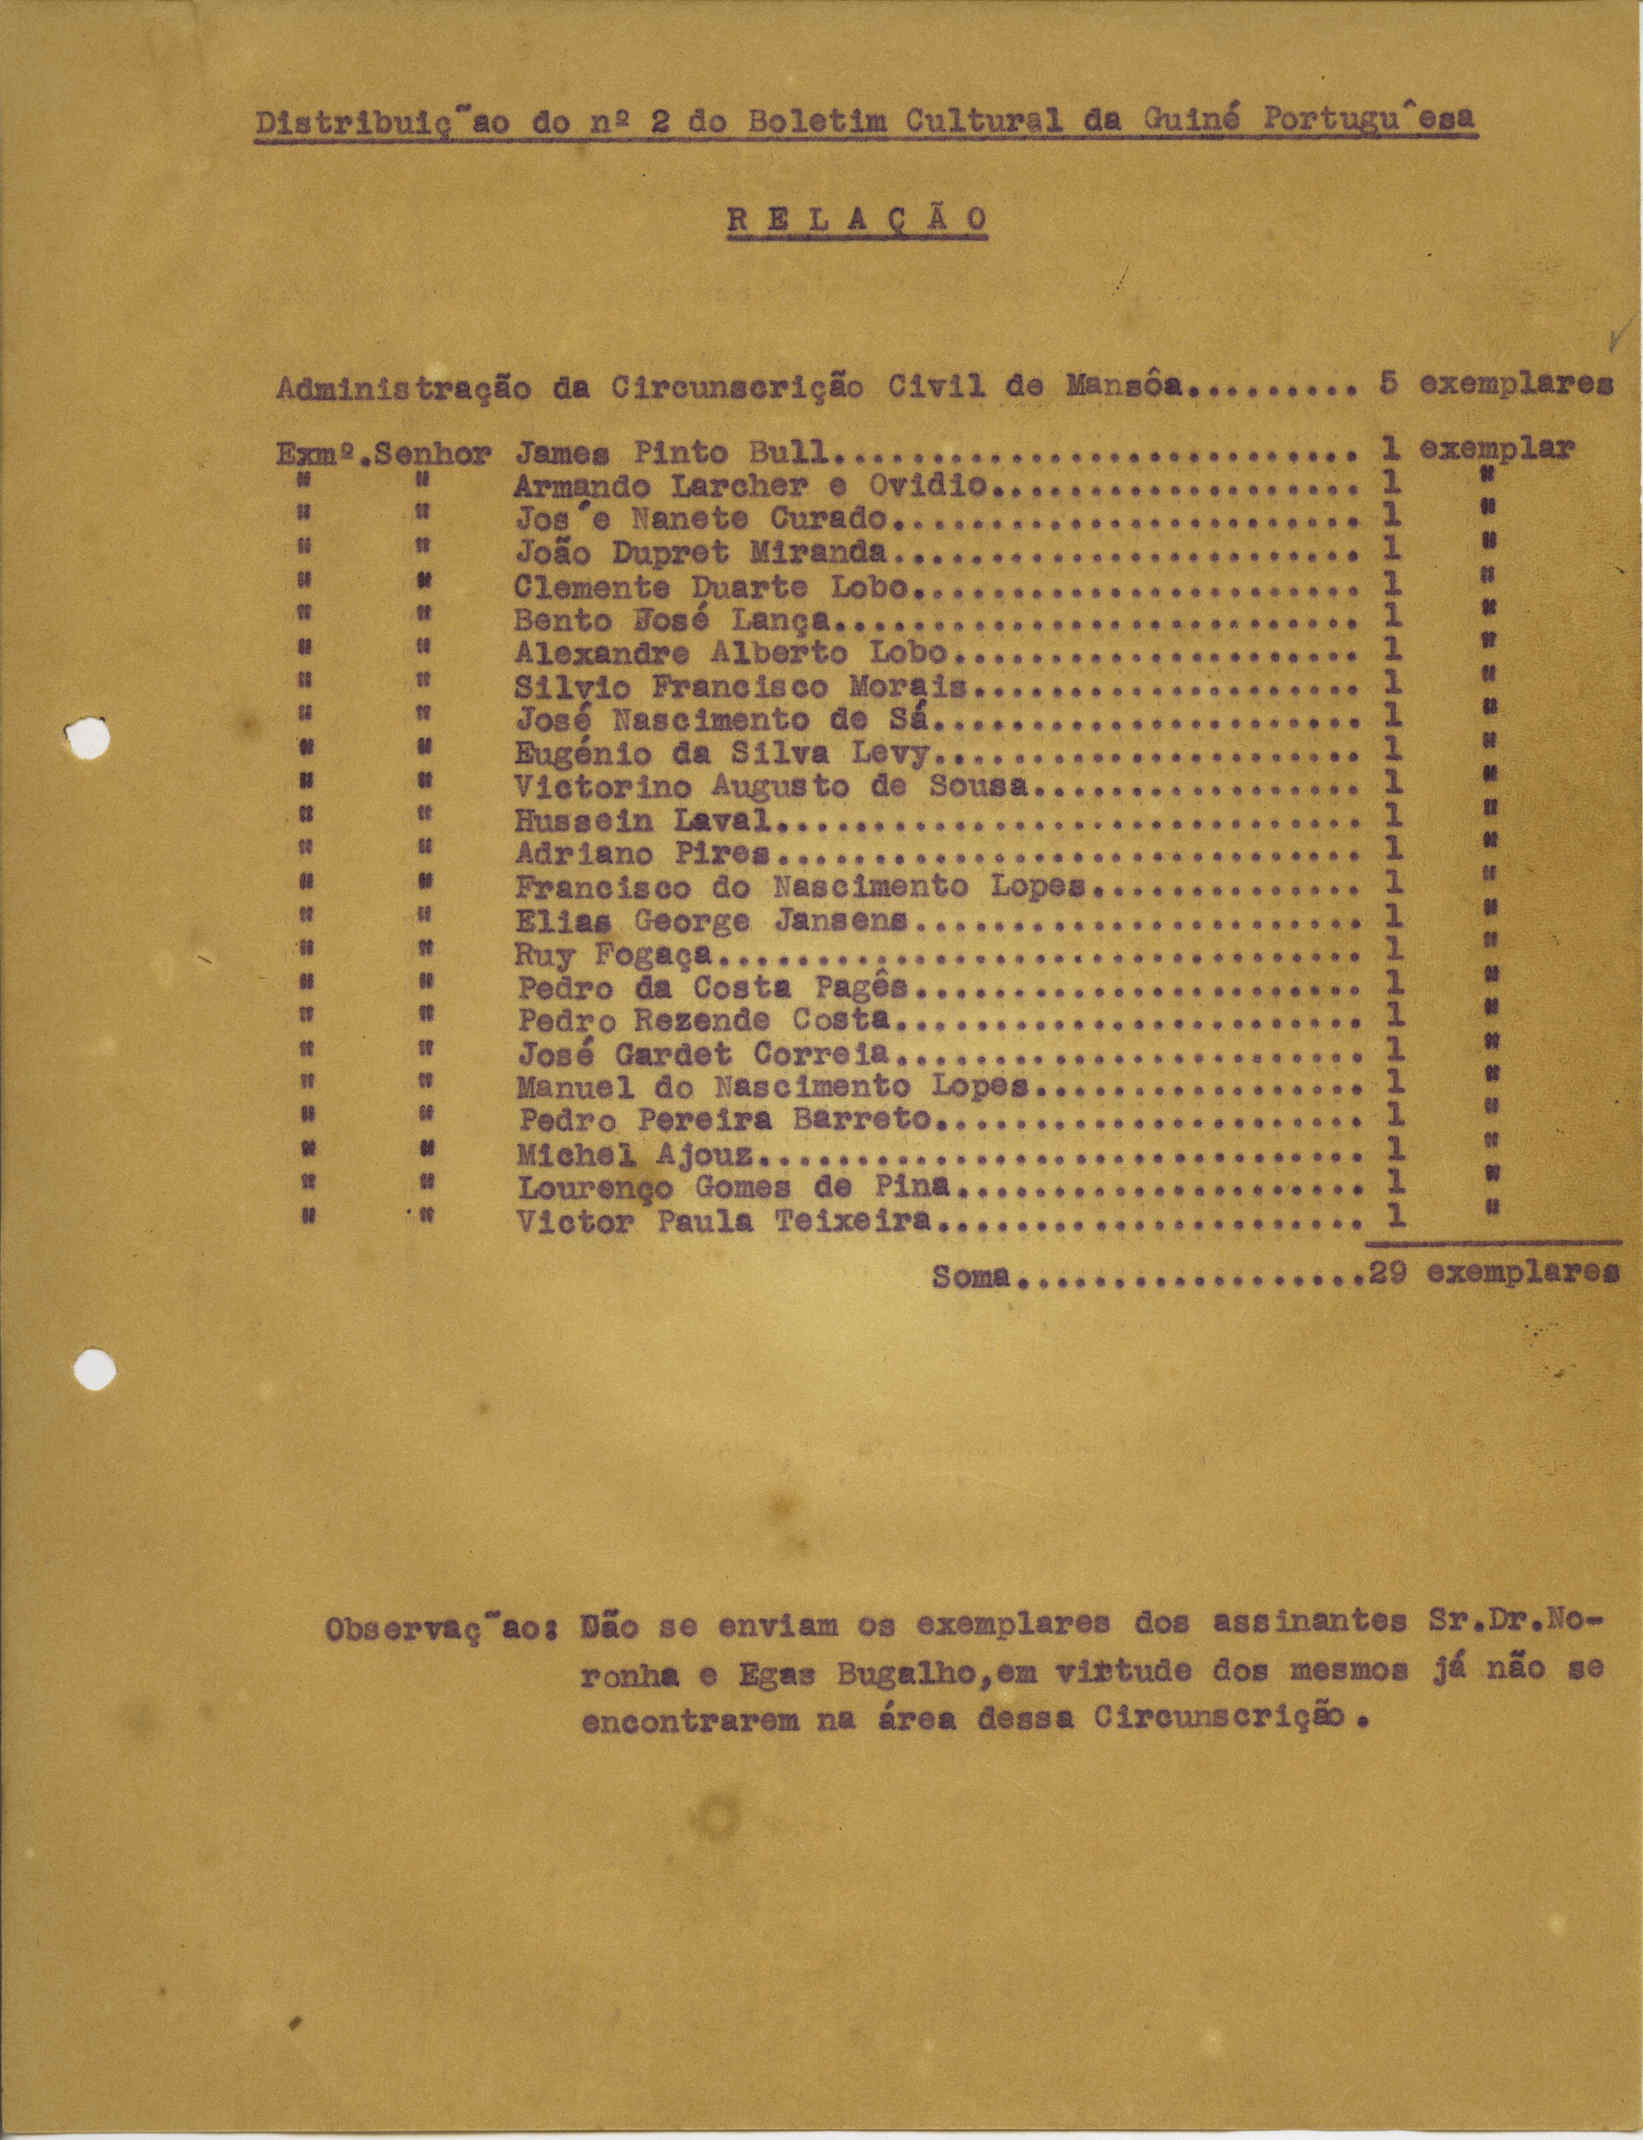 Distribuiç~ao do nº 2 do Boletim Cultural da Guiné Portugu^esa
R E L A Ç Ã O
Administração da Circunscrição Civil de Mansôa......... 5 exemplares
Exmº.Senhor James Pinto Bull........................... 1 exemplar
" " Armando Larcher e Ovidio................... 1 "
" " Jos´e Nanete Curado........................ 1 "
" " João Dupret Miranda........................ 1 "
" " Clemente Duarte Lobo....................... 1 "
" " Bento José Lança........................... 1 "
" " Alexandre Alberto Lobo..................... 1 "
" " Silvio Francisco Morais.................... 1 "
" " José Nascimento de Sá...................... 1 "
" " Eugénio da Silva Levy...................... 1 "
" " Victorino Augusto de Sousa................. 1 "
" " Hussein Laval.............................. 1 "
" " Adriano Pires.............................. 1 "
" " Francisco do Nascimento Lopes.............. 1 "
" " Elias George Jansens....................... 1 "
" " Ruy Fogaça................................. 1 "
" " Pedro da Costa Pagês....................... 1 "
" " Pedro Rezende Costa........................ 1 "
" " José Gardet Correia........................ 1 "
" " Manuel do Nascimento Lopes................. 1 "
" " Pedro Pereira Barreto...................... 1 "
" " Michel Ajouz............................... 1 "
" " Lourenço Gomes de Pina..................... 1 "
" " Victor Paula Teixeira...................... 1 "
Soma..................29 exemplares
Observaç~ao: Não se enviam os exemplares dos assinantes Sr.Dr.No-
ronha e Egas Bugalho,em virtude dos mesmos já não se
encontrarem na área dessa Circunscrição.